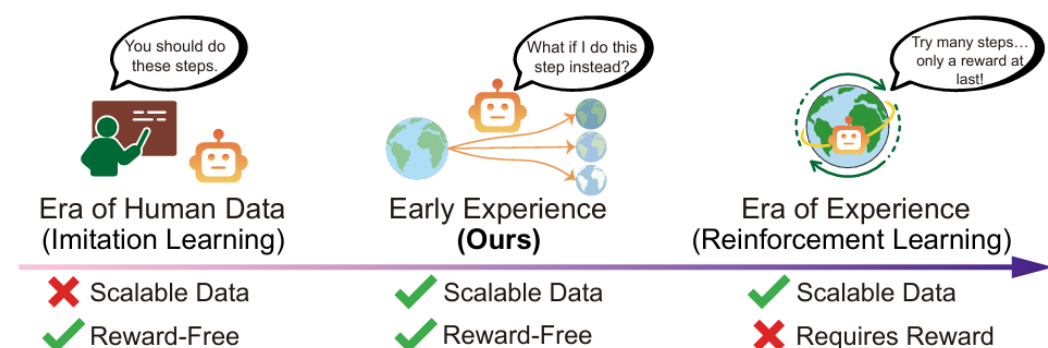 You should do
these steps.
What if I do this
step instead?
Try many steps…
only a reward at
last!
Era of Human Data
(Imitation Learning)
Early Experience
(Ours)
Era of Experience
(Reinforcement Learning)
Scalable Data
Reward-Free
Scalable Data
Reward-Free
Scalable Data
Requires Reward